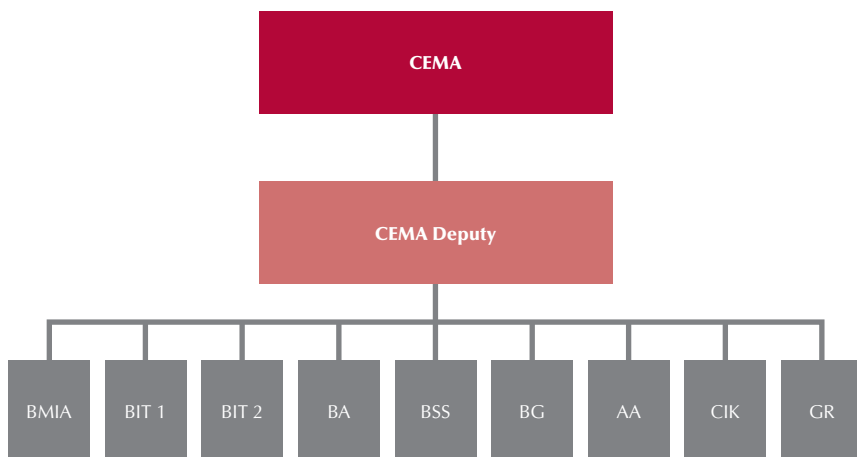 CEMA
CEMA Deputy
BMIA
BIT 1
BIT 2
BA
BSS
BG
AA
CIK
GR